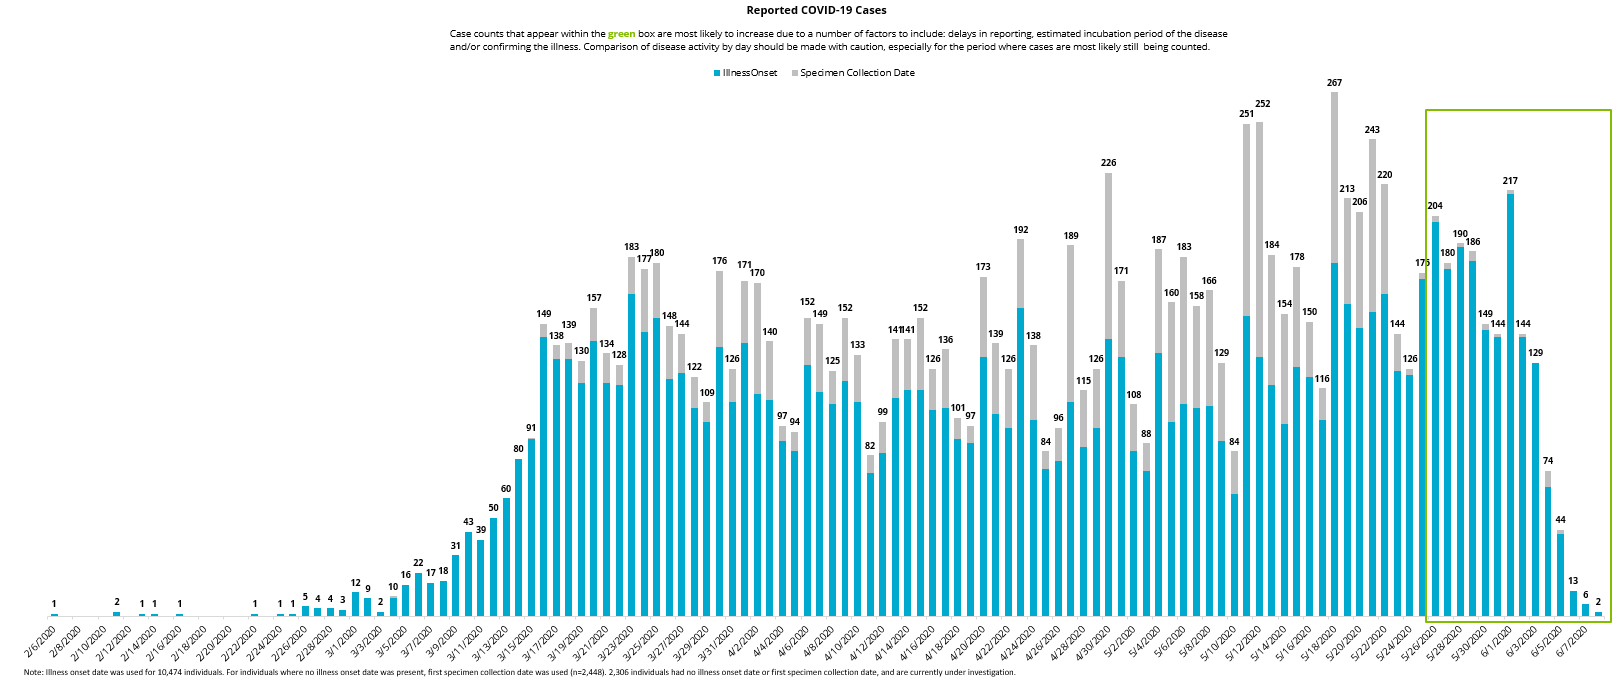 Reported COVID-19 Cases
Case counts that appear within the green box are most likely to increase due to a number of factors to include: delays in reporting, estimated incubation period of the disease
and/or confirming the illness. Comparison of disease activity by day should be made with caution, especially for the period where cases are most likely still being counted.
IllnessOnset Specimen Collection Date
1 2 1 1 1 1 1 1 5 4 4 3 12 9 2 10 16 22 17 18 31 43 39 50 60 80 91 149 138 139 130 157 134 128 183 177 180 148 144 122 109 176 126 171 170 140 97 94 152 149 125 152 133 82 99 141 141 152 126 136 101 97 173 139 126 192 138 84 96 189 115 126 226 171 108 88 187 160 183 158 166 129 84 251 252 184 154 178 150 116 267 213 206 243 220 144 126 175 204 180 190 186 149 144 217 144 129 74 44 13 6 2
2/6/2020 2/8/2020 2/10/2020 2/12/2020 2/14/2020 2/16/2020 2/18/2020 2/20/2020 2/22/2020 2/24/2020 2/26/2020 2/28/2020 3/1/2020 3/3/2020 3/5/2020 3/7/2020 3/9/2020 3/11/2020 3/13/2020 3/15/2020 3/17/2020 3/19/2020 3/21/2020 3/23/2020 3/25/2020 3/27/2020 3/29/2020 3/31/2020 4/2/2020 4/4/2020 4/6/2020 4/8/2020 4/10/2020 4/12/2020 4/14/2020 4/16/2020 4/18/2020 4/20/2020 4/22/2020 4/24/2020 4/26/2020 4/28/2020 4/30/2020 5/2/2020 5/4/2020 5/6/2020 5/8/2020 5/10/2020 5/12/2020 5/14/2020 5/16/2020 5/18/2020 5/20/2020 5/22/2020 5/24/2020 5/26/2020 5/28/2020 5/30/2020 6/1/2020 6/3/2020 6/5/2020 6/7/2020
Note: Illness onset date was used for 10,474 individuals. For individuals where no illness onset date was present, first specimen collection date was used (n=2,448). 2,306 individuals had no illness onset date or first specimen collection date, and are currently under investigation.